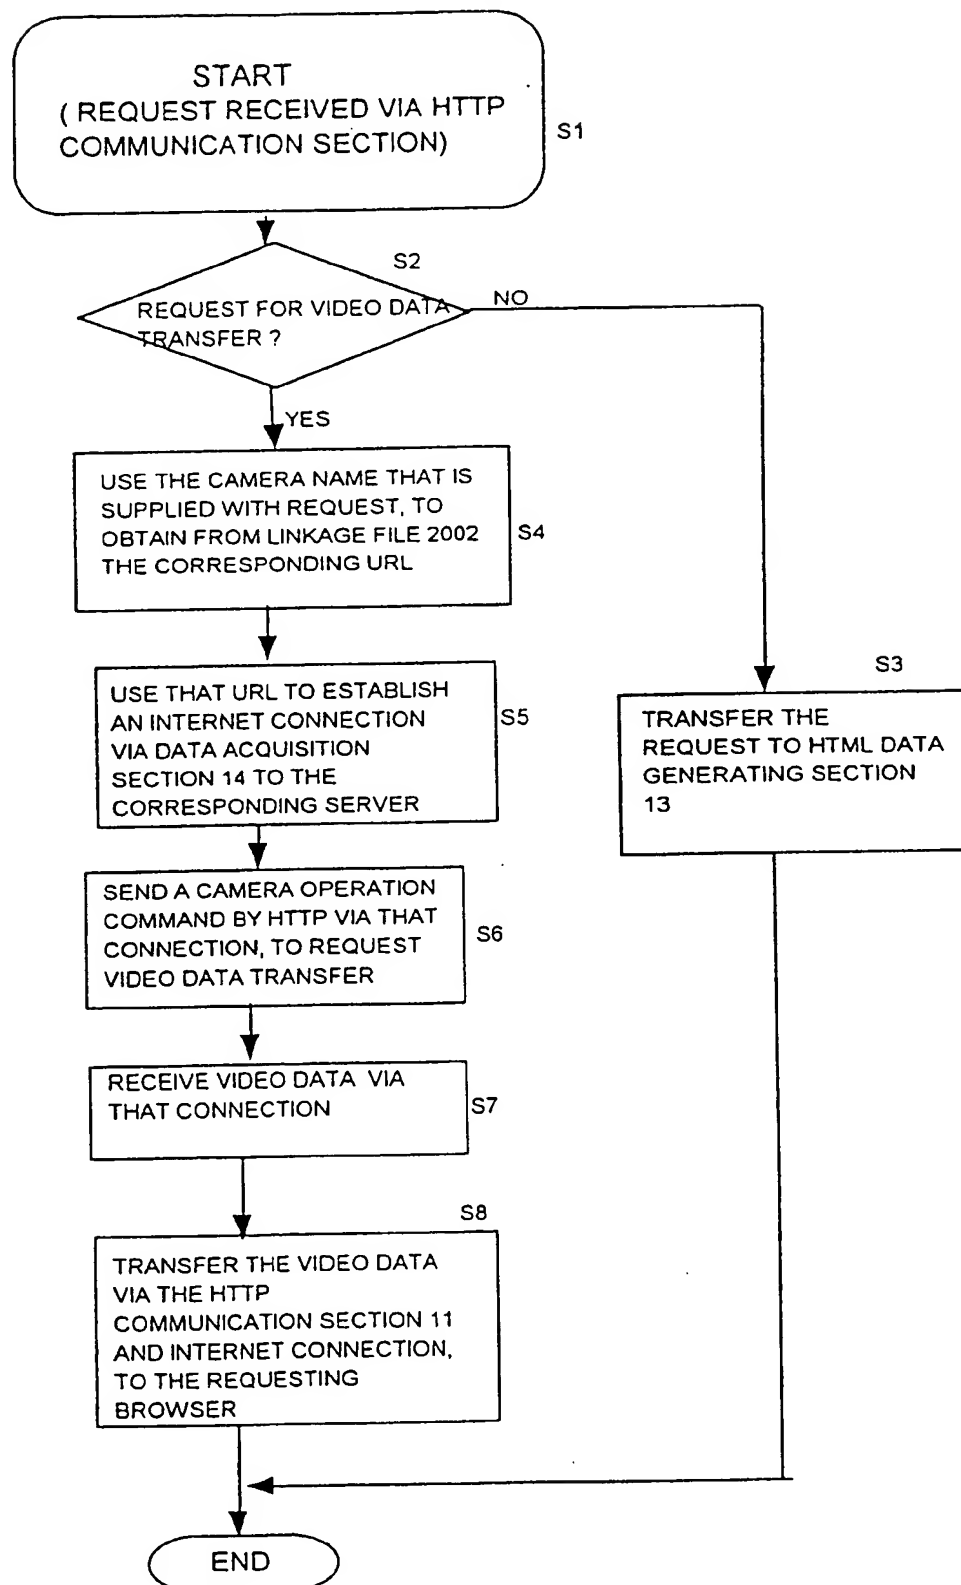 START
( REQUEST RECEIVED VIA HTTP
COMMUNICATION SECTION)
S1
S2
REQUEST FOR VIDEO DATA
TRANSFER ?
NO
YES
USE THE CAMERA NAME THAT IS
SUPPLIED WITH REQUEST, TO
OBTAIN FROM LINKAGE FILE 2002
THE CORRESPONDING URL
S4
S3
TRANSFER THE
REQUEST TO HTML DATA
GENERATING SECTION
13
USE THAT URL TO ESTABLISH
AN INTERNET CONNECTION
VIA DATA ACQUISITION
SECTION 14 TO THE
CORRESPONDING SERVER
S5
SEND A CAMERA OPERATION
COMMAND BY HTTP VIA THAT
CONNECTION, TO REQUEST
VIDEO DATA TRANSFER
S6
RECEIVE VIDEO DATA VIA
THAT CONNECTION
S7
S8
TRANSFER THE VIDEO DATA
VIA THE HTTP
COMMUNICATION SECTION 11
AND INTERNET CONNECTION,
TO THE REQUESTING
BROWSER
END